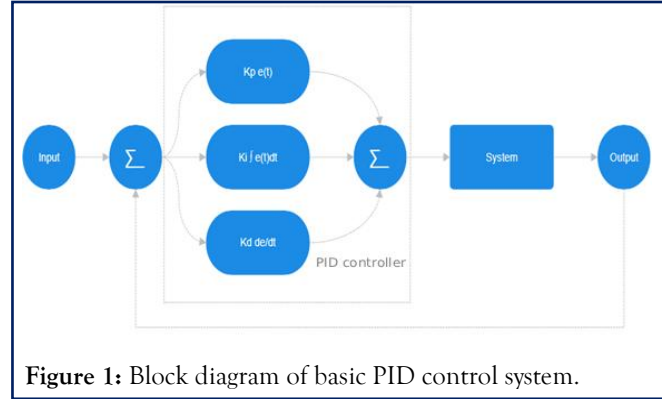 Kp e(t)
Input
∑
Ki ∫ e(t)dt
∑
System
Output
Kd de/dt
PID controller
Figure 1: Block diagram of basic PID control system.